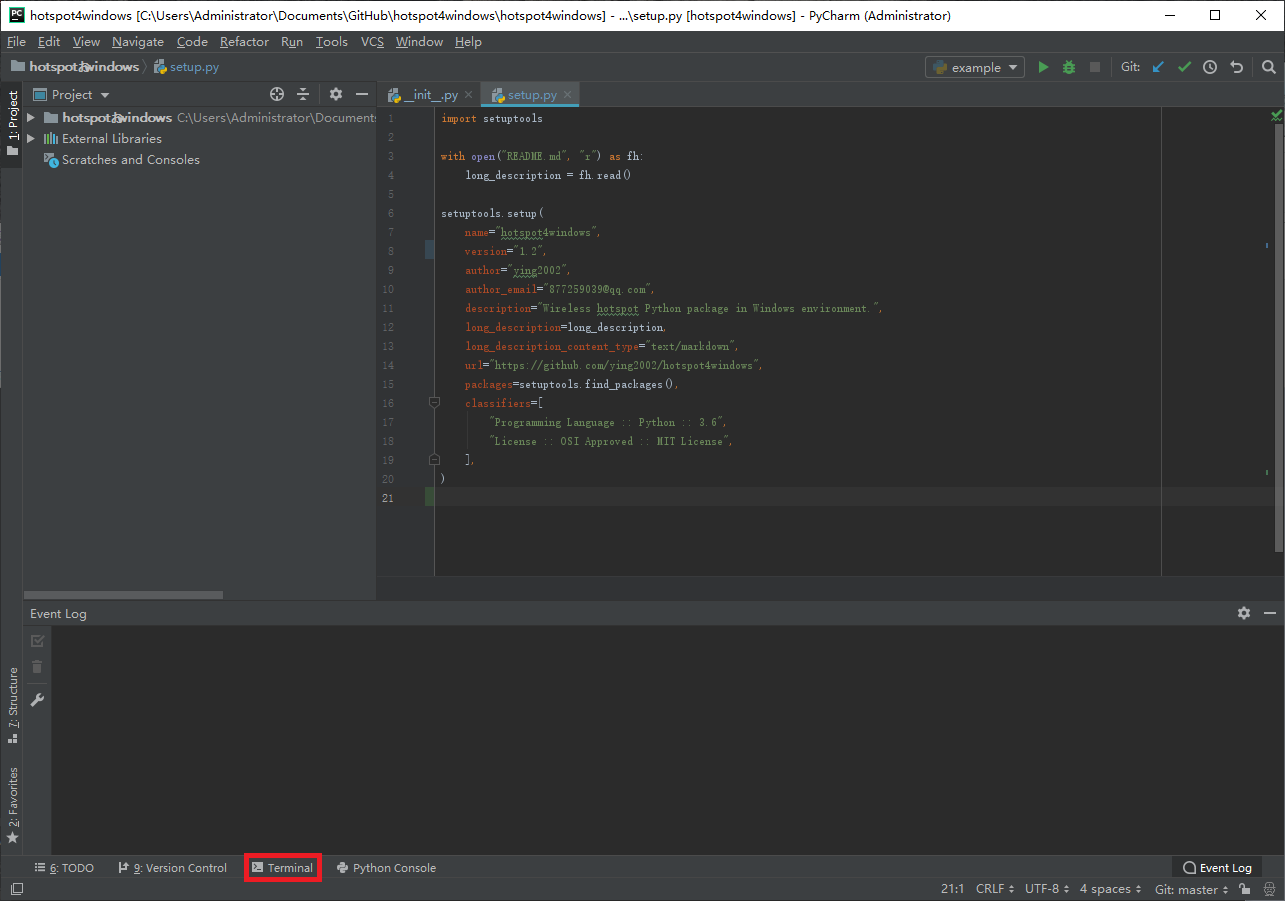 hotspot4windows [C:\Users\Administrator\Documents\GitHub\hotspot4windows\hotspot4windows] - ...\setup.py [hotspot4windows] - PyCharm (Administrator)
File Edit View Navigate Code Refactor Run Tools VCS Window Help
hotspot4windows setup.py example Git:
1: Project
Project
hotspot4windows C:\Users\Administrator\Documents
External Libraries
Scratches and Consoles
__init__.py setup.py
1 import setuptools
2
3 with open("README.md", "r") as fh:
4 long_description = fh.read()
5
6 setuptools.setup(
7 name="hotspot4windows",
8 version="1.2",
9 author="ying2002",
10 author_email="877259039@qq.com",
11 description="Wireless hotspot Python package in Windows environment.",
12 long_description=long_description,
13 long_description_content_type="text/markdown",
14 url="https://github.com/ying2002/hotspot4windows",
15 packages=setuptools.find_packages(),
16 classifiers=[
17 "Programming Language :: Python :: 3.6",
18 "License :: OSI Approved :: MIT License",
19 ],
20 )
21
Event Log
7: Structure
2: Favorites
6: TODO 9: Version Control Terminal Python Console Event Log
21:1 CRLF UTF-8 4 spaces Git: master